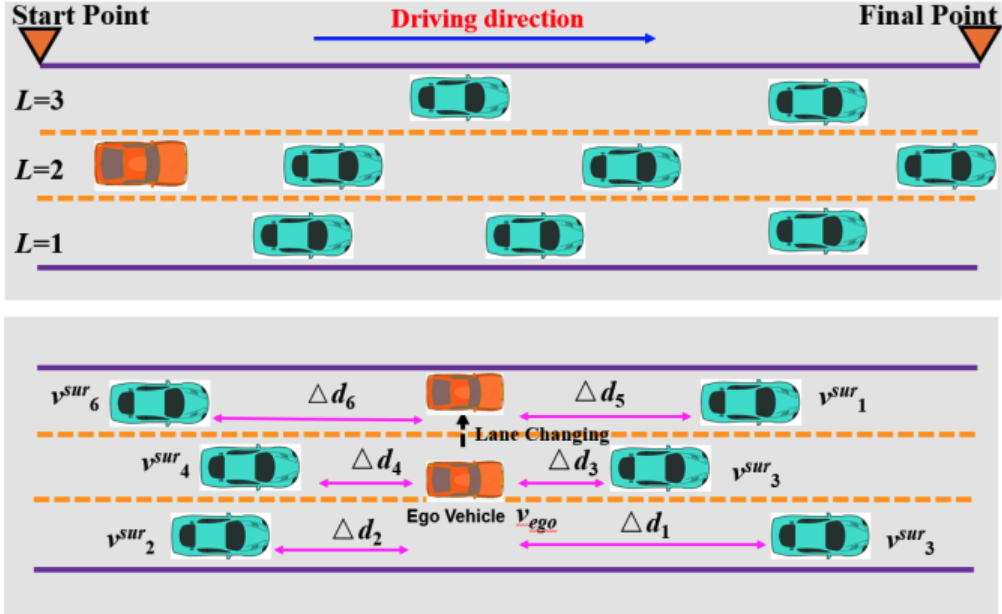 Start Point Driving direction Final Point
L=3
L=2
L=1
v^sur_6 △d_6 △d_5 v^sur_1
Lane Changing
v^sur_4 △d_4 △d_3 v^sur_3
Ego Vehicle v_ego
v^sur_2 △d_2 △d_1 v^sur_3